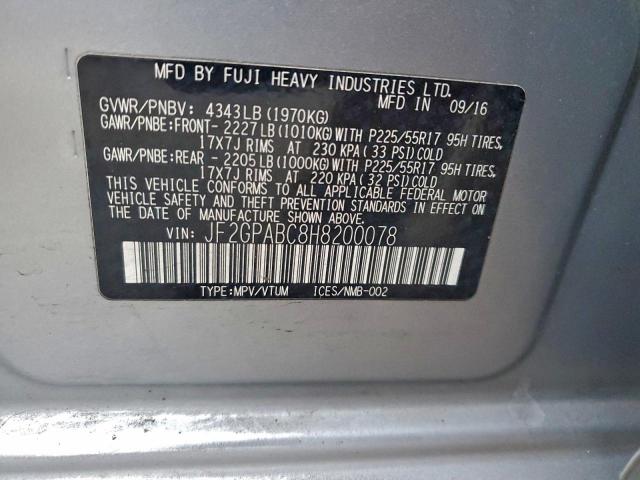 MFD BY FUJI HEAVY INDUSTRIES LTD.
MFD IN 09/16
GVWR/PNBV: 4343LB (1970KG)
GAWR/PNBE:FRONT- 2227LB(1010KG)WITH P225/55R17 95H TIRES,
17X7J RIMS AT 230 KPA (33 PSI)COLD
GAWR/PNBE:REAR - 2205LB(1000KG)WITH P225/55R17 95H TIRES,
17X7J RIMS AT 220 KPA (32 PSI)COLD
THIS VEHICLE CONFORMS TO ALL APPLICABLE FEDERAL MOTOR
VEHICLE SAFETY AND THEFT PREVENTION STANDARDS IN EFFECT ON
THE DATE OF MANUFACTURE SHOWN ABOVE.
VIN: JF2GPABC8H8200078
TYPE:MPV/VTUM ICES/NMB-002